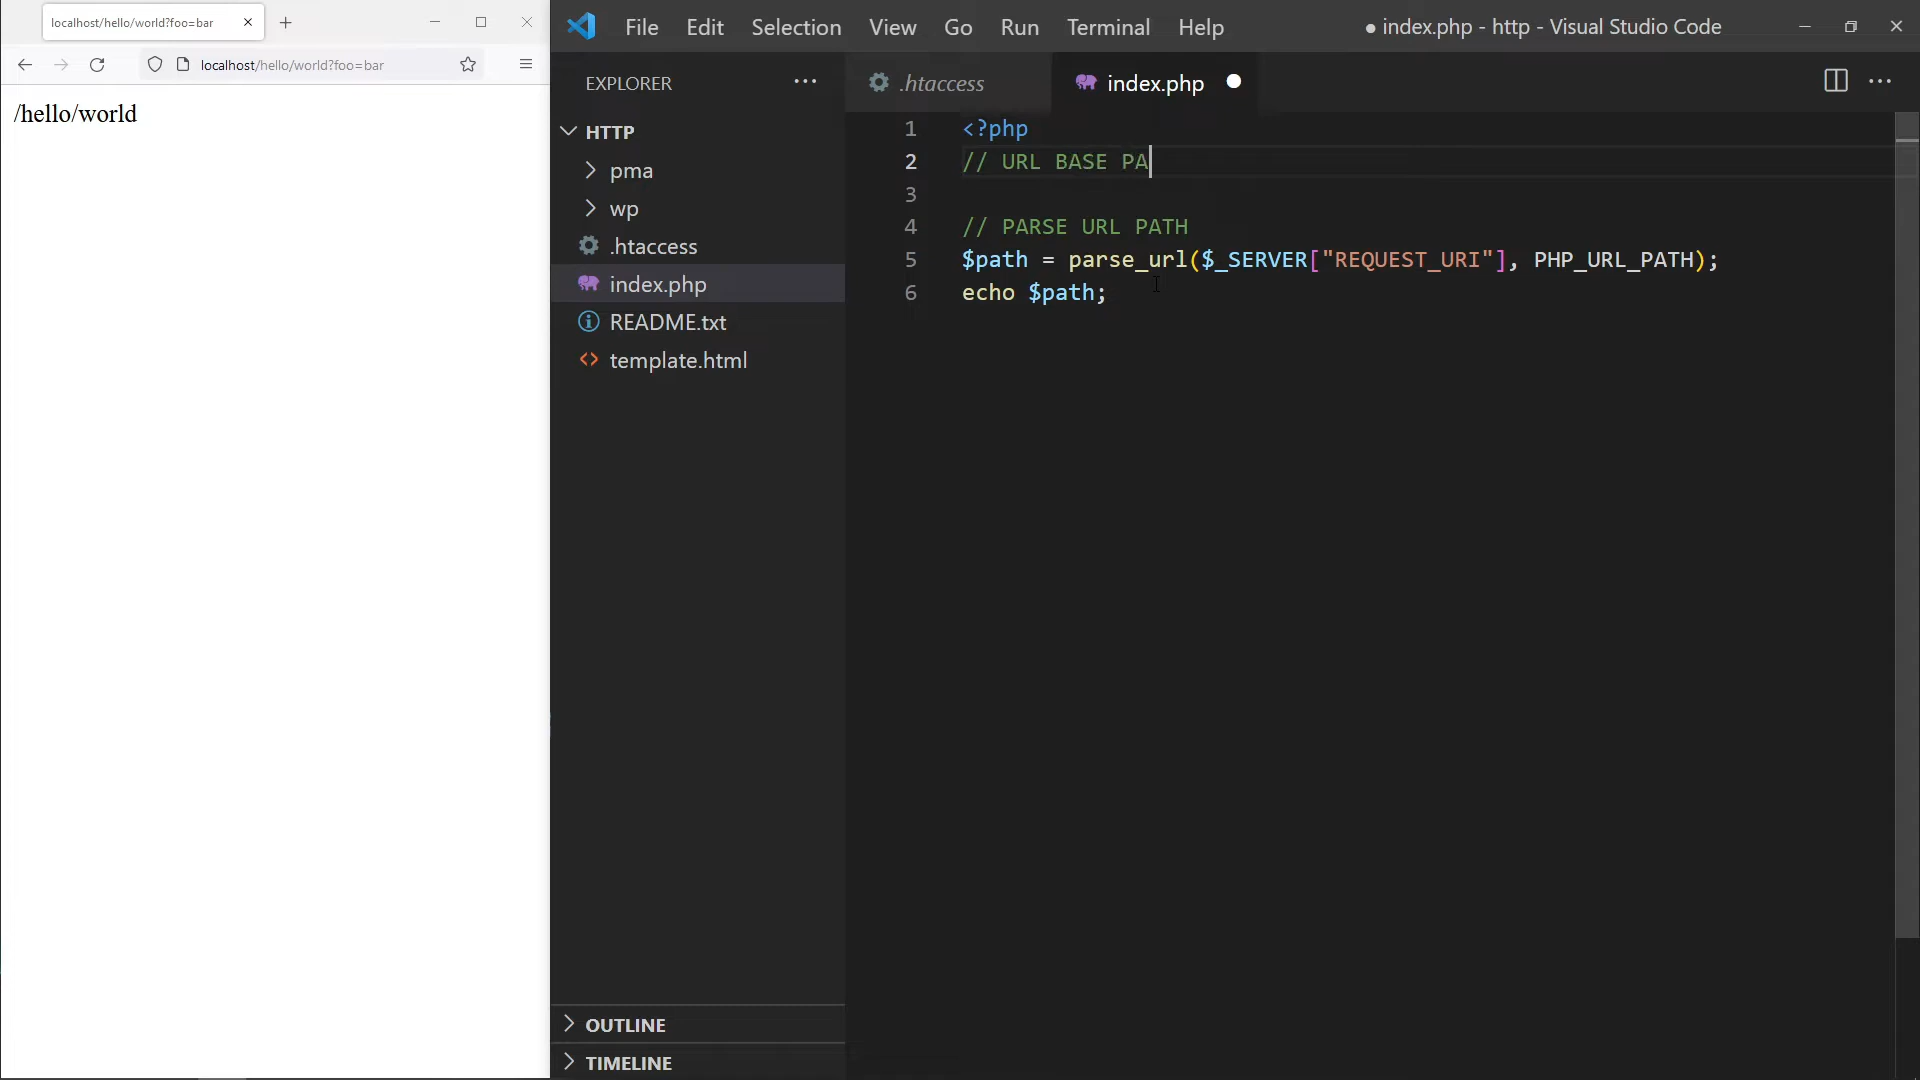 localhost/hello/world?foo=bar
localhost/hello/world?foo=bar
/hello/world
File Edit Selection View Go Run Terminal Help
● index.php - http - Visual Studio Code
EXPLORER
HTTP
pma
wp
.htaccess
index.php
README.txt
template.html
OUTLINE
TIMELINE
.htaccess
index.php
1 <?php
2 // URL BASE PA
3
4 // PARSE URL PATH
5 $path = parse_url($_SERVER["REQUEST_URI"], PHP_URL_PATH);
6 echo $path;